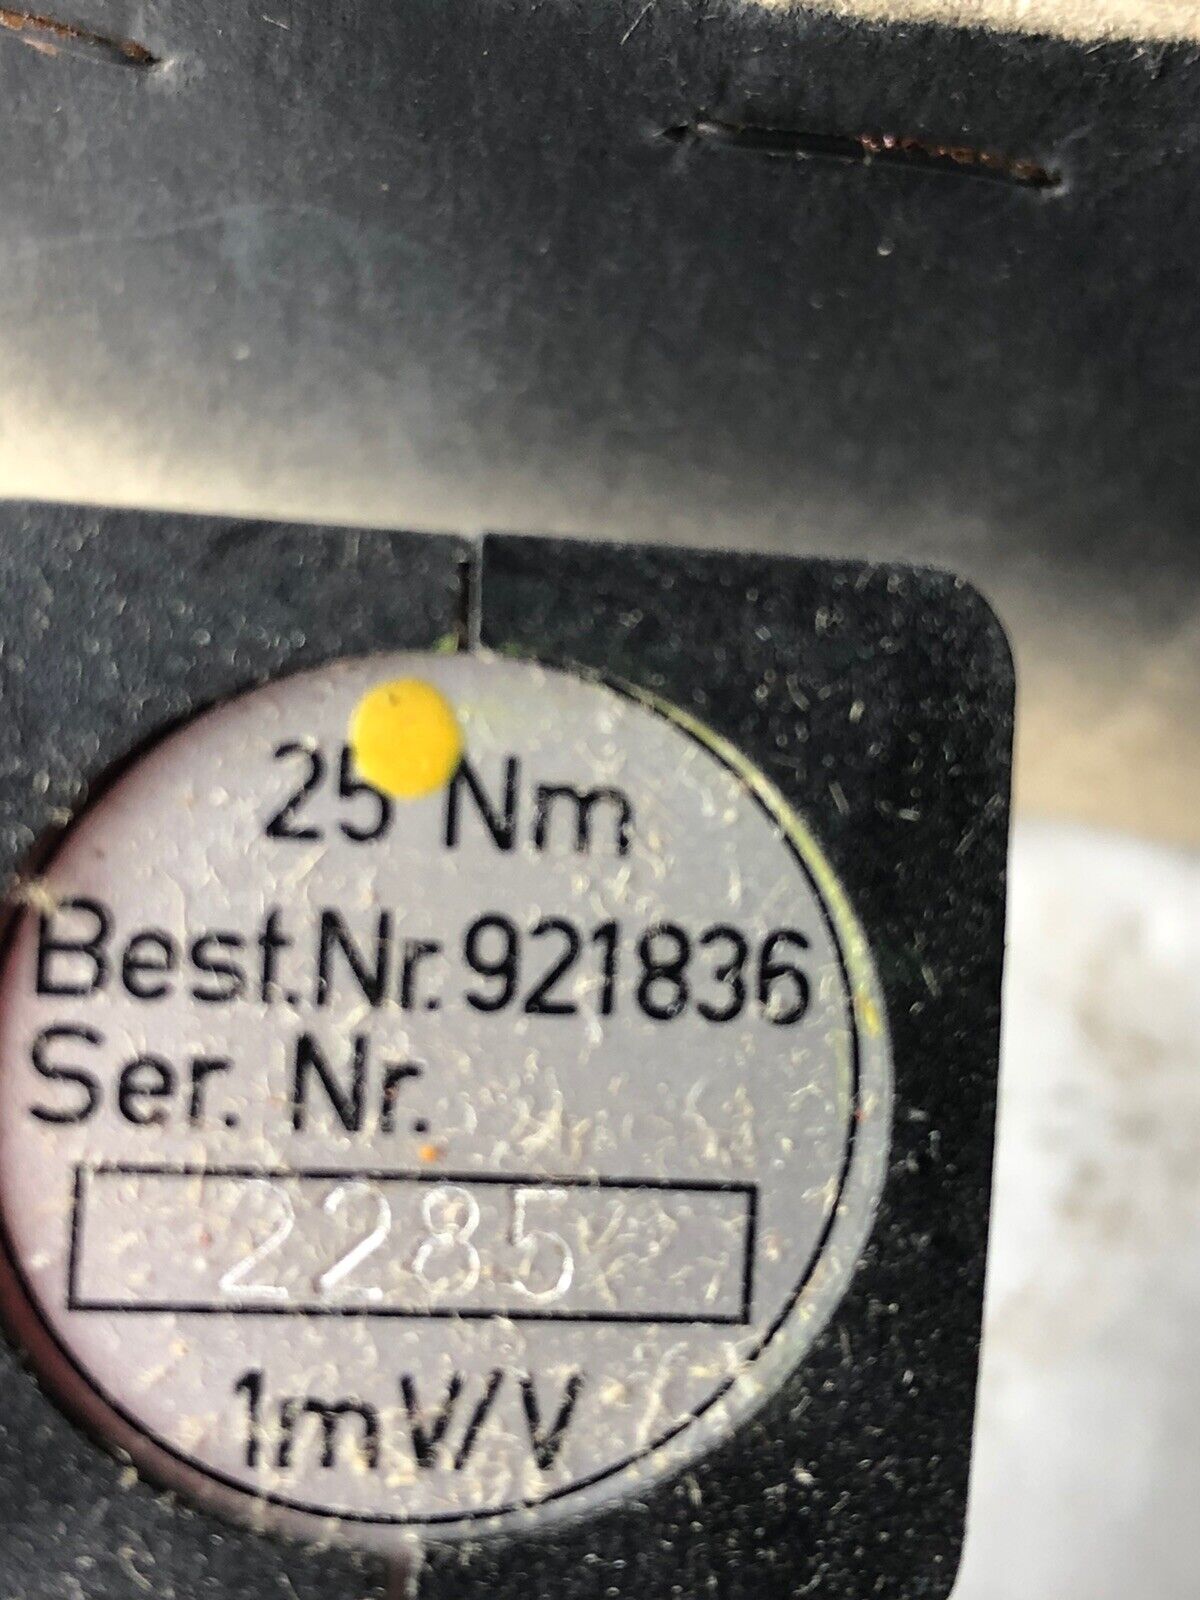 25 Nm
Best.Nr. 921836
Ser. Nr.
2285
1mV/V